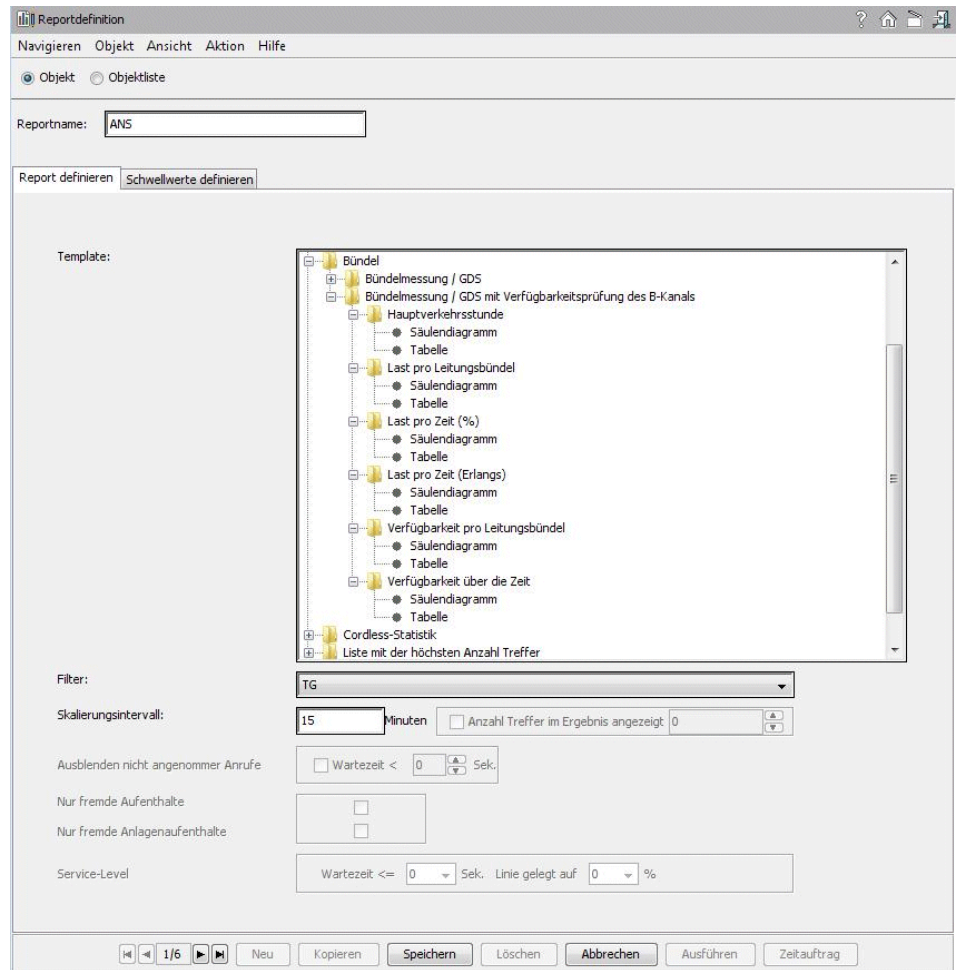 Reportdefinition
Navigieren Objekt Ansicht Aktion Hilfe
Objekt Objektliste
Reportname: ANS
Report definieren Schwellwerte definieren
Template:
Bündel
Bündelmessung / GDS
Bündelmessung / GDS mit Verfügbarkeitsprüfung des B-Kanals
Hauptverkehrsstunde
Säulendiagramm
Tabelle
Last pro Leitungsbündel
Säulendiagramm
Tabelle
Last pro Zeit (%)
Säulendiagramm
Tabelle
Last pro Zeit (Erlangs)
Säulendiagramm
Tabelle
Verfügbarkeit pro Leitungsbündel
Säulendiagramm
Tabelle
Verfügbarkeit über die Zeit
Säulendiagramm
Tabelle
Cordless-Statistik
Liste mit der höchsten Anzahl Treffer
Filter: TG
Skalierungsintervall: 15 Minuten Anzahl Treffer im Ergebnis angezeigt 0
Ausblenden nicht angenommer Anrufe Wartezeit < 0 Sek.
Nur fremde Aufenthalte
Nur fremde Anlagenaufenthalte
Service-Level Wartezeit <= 0 Sek. Linie gelegt auf 0 %
1/6 Neu Kopieren Speichern Löschen Abbrechen Ausführen Zeitauftrag